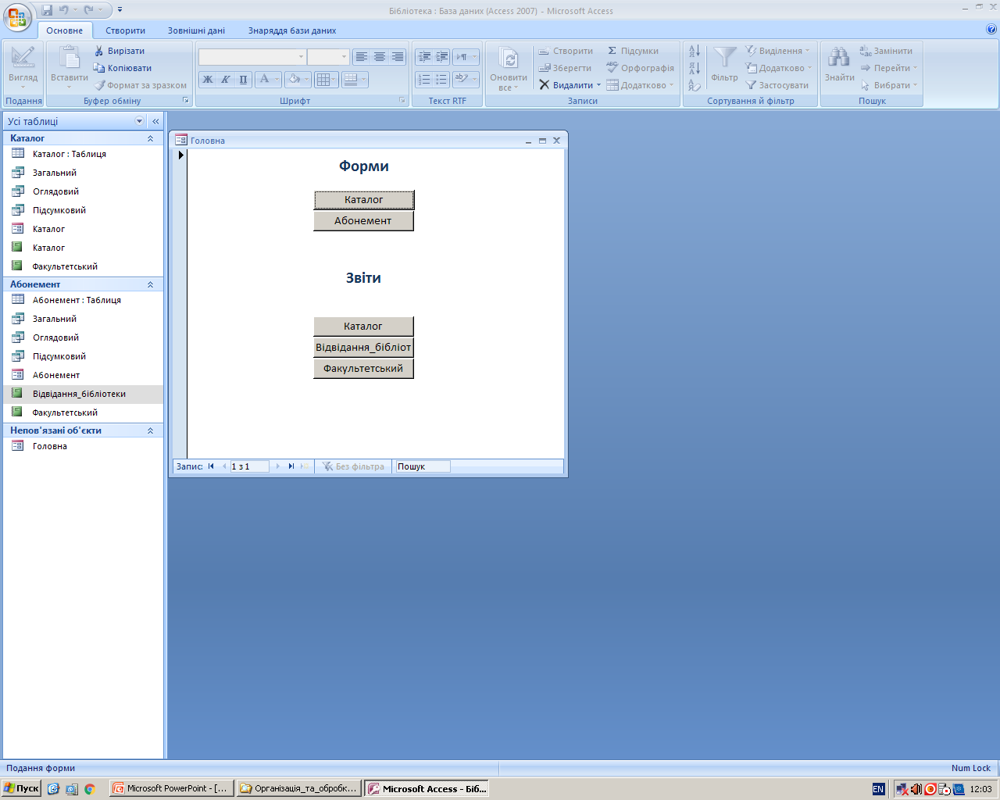 Бібліотека : База даних (Access 2007) - Microsoft Access
Основне Створити Зовнішні дані Знаряддя бази даних
Вигляд
Подання
Вставити
Вирізати
Копіювати
Формат за зразком
Буфер обміну
Ж К П А
Шрифт
Текст RTF
Оновити
все
Створити
Зберегти
Видалити
Підсумки
Орфографія
Додатково
Записи
Фільтр
Виділення
Додатково
Застосувати
Сортування й фільтр
Знайти
Замінити
Перейти
Вибрати
Пошук
Усі таблиці
Каталог
Каталог : Таблиця
Загальний
Оглядовий
Підсумковий
Каталог
Каталог
Факультетський
Абонемент
Абонемент : Таблиця
Загальний
Оглядовий
Підсумковий
Абонемент
Відвідання_бібліотеки
Факультетський
Непов'язані об'єкти
Головна
Головна
Форми
Каталог
Абонемент
Звіти
Каталог
Відвідання_бібліот
Факультетський
Запис: 1 з 1 Без фільтра Пошук
Подання форми Num Lock
Пуск Microsoft PowerPoint - [... Організація_та_обробк... Microsoft Access - Біб... EN 12:03